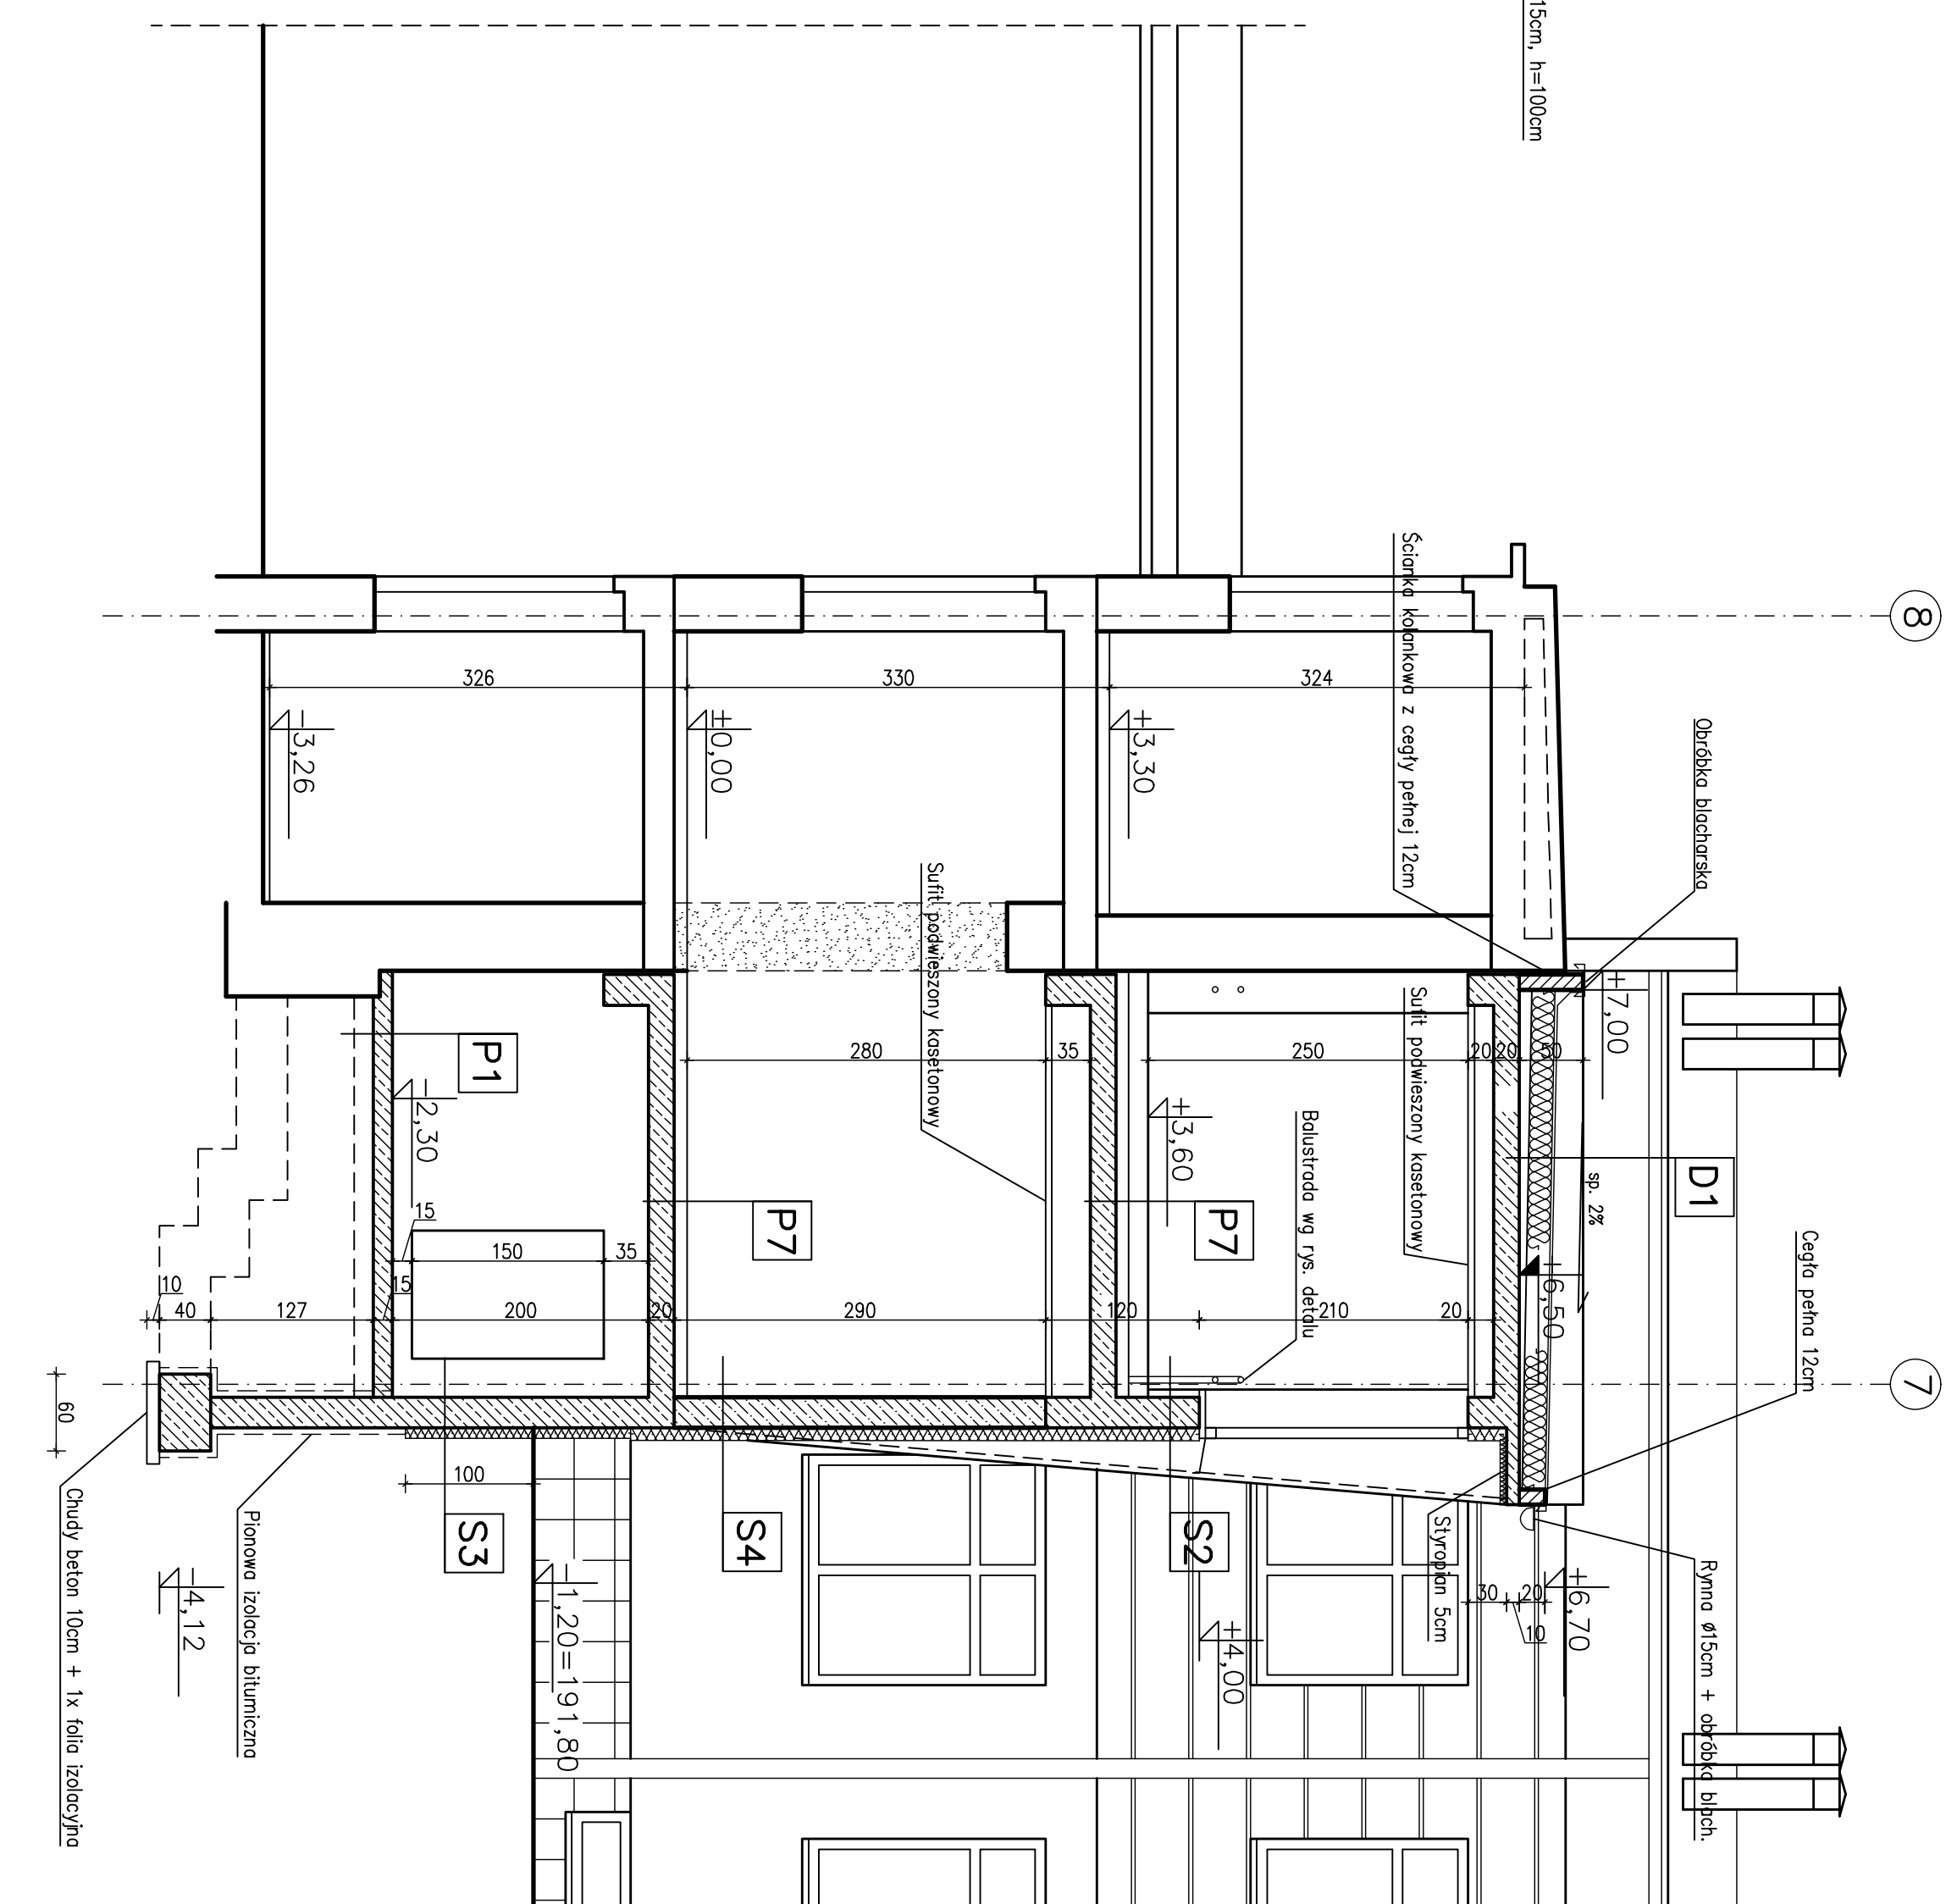 15cm, h=100cm
8
7
Ścianka kolankowa z cegły pełnej 12cm
Obróbka blacharska
Sufit podwieszony kasetonowy
Sufit podwieszony kasetonowy
Balustrada wg rys. detalu
Cegła pełna 12cm
Rynna ø15cm + obróbka blach.
Styropian 5cm
Pionowa izolacja bitumiczna
Chudy beton 10cm + 1x folia izolacyjna
sp. 2%
D1
P7
P7
P1
S2
S4
S3
+7,00
+6,50
+6,70
+3,30
+3,60
+4,00
±0,00
-3,26
-2,30
-4,12
-1,20=191,80
326
330
324
280
35
250
20
20
50
15
150
35
10
40
127
15
200
20
290
120
210
20
60
100
30
20
10